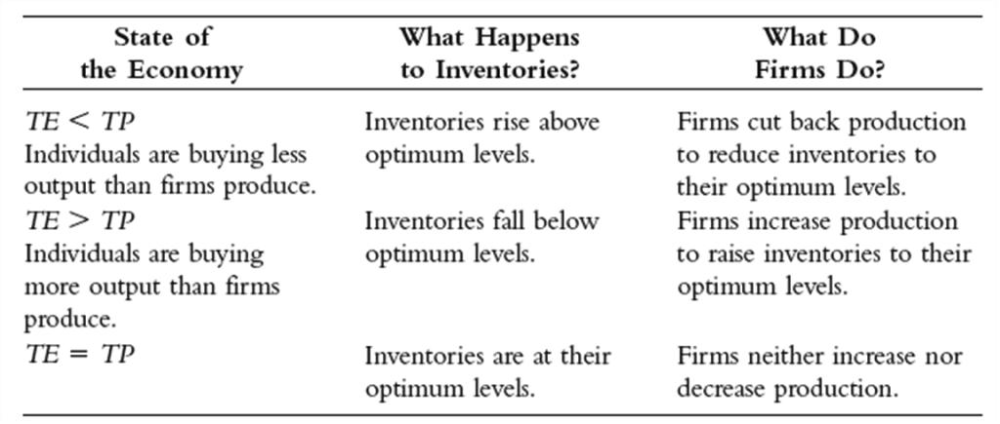 State of
the Economy
What Happens
to Inventories?
What Do
Firms Do?
TE < TP
Individuals are buying less
output than firms produce.
Inventories rise above
optimum levels.
Firms cut back production
to reduce inventories to
their optimum levels.
TE > TP
Individuals are buying
more output than firms
produce.
Inventories fall below
optimum levels.
Firms increase production
to raise inventories to their
optimum levels.
TE = TP
Inventories are at their
optimum levels.
Firms neither increase nor
decrease production.